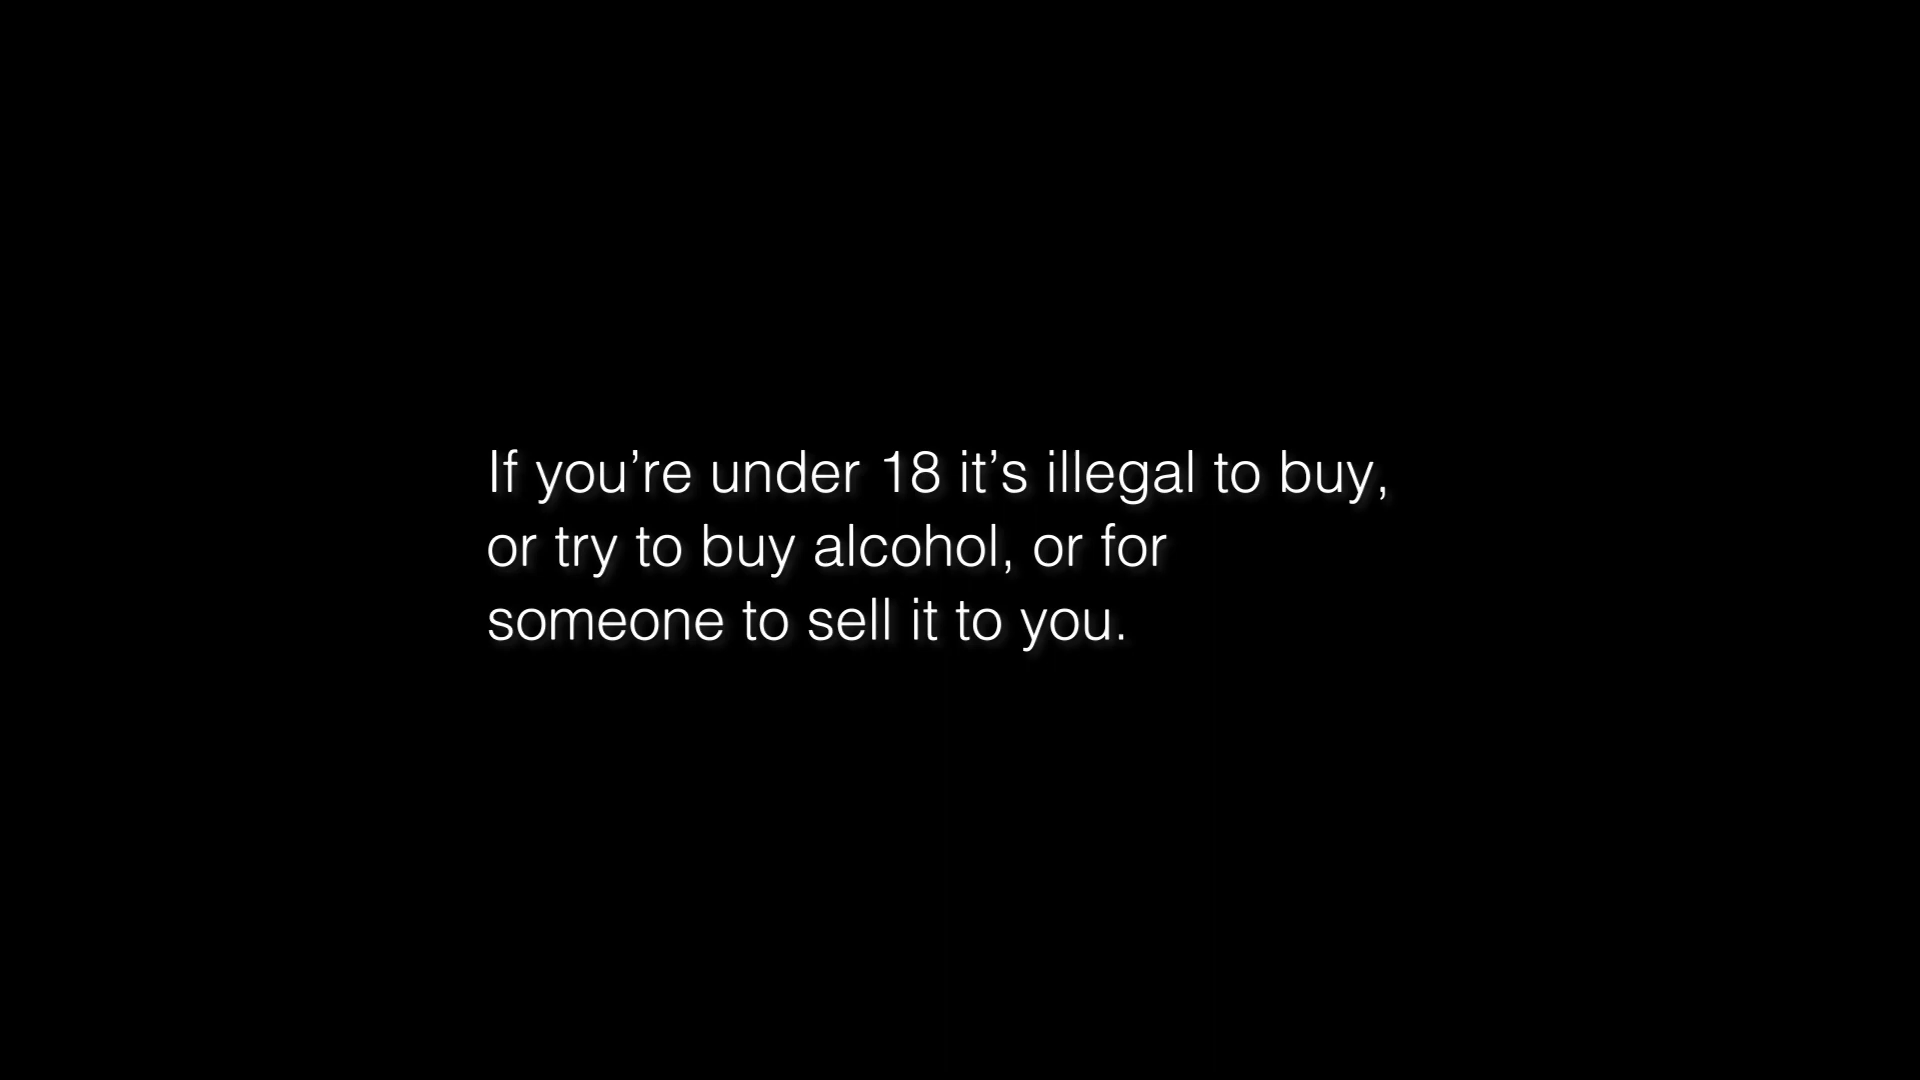 If you’re under 18 it’s illegal to buy,
or try to buy alcohol, or for
someone to sell it to you.